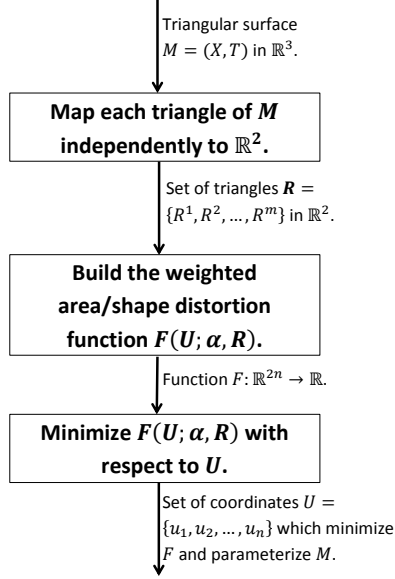 Triangular surface
M = (X, T) in ℝ³.
Map each triangle of M
independently to ℝ².
Set of triangles R =
{R¹, R², … , Rᵐ} in ℝ².
Build the weighted
area/shape distortion
function F(U; α, R).
Function F: ℝ²ⁿ → ℝ.
Minimize F(U; α, R) with
respect to U.
Set of coordinates U =
{u₁, u₂, … , uₙ} which minimize
F and parameterize M.